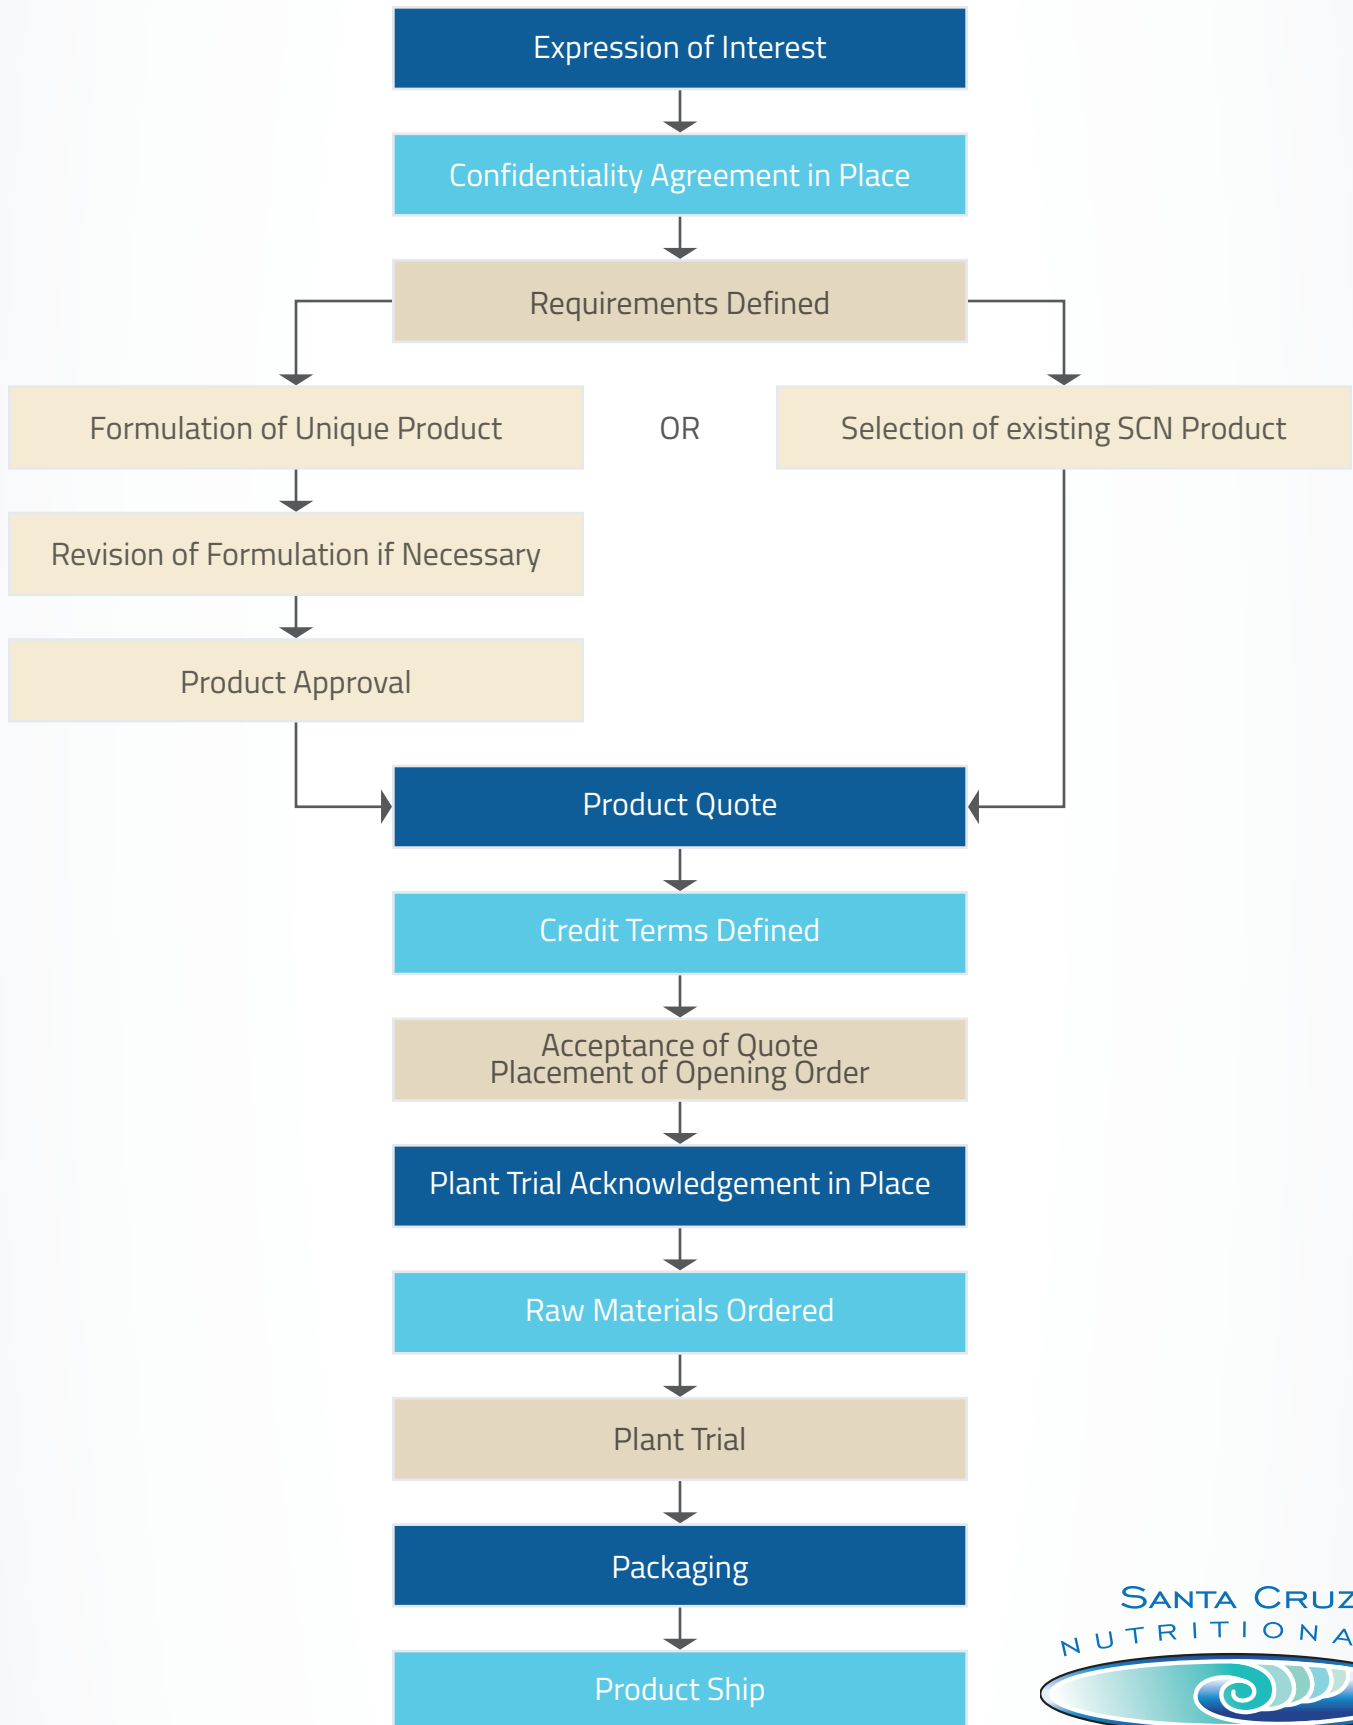 Expression of Interest
Confidentiality Agreement in Place
Requirements Defined
Formulation of Unique Product
OR
Selection of existing SCN Product
Revision of Formulation if Necessary
Product Approval
Product Quote
Credit Terms Defined
Acceptance of Quote
Placement of Opening Order
Plant Trial Acknowledgement in Place
Raw Materials Ordered
Plant Trial
Packaging
Product Ship
SANTA CRUZ
NUTRITIONA